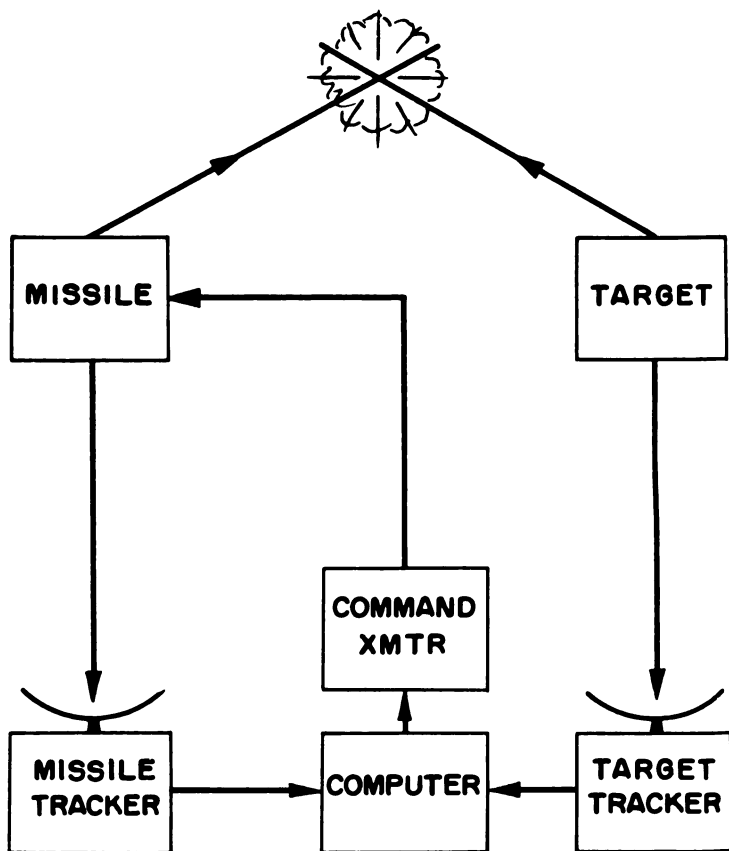 MISSILE
TARGET
COMMAND
XMTR
MISSILE
TRACKER
COMPUTER
TARGET
TRACKER